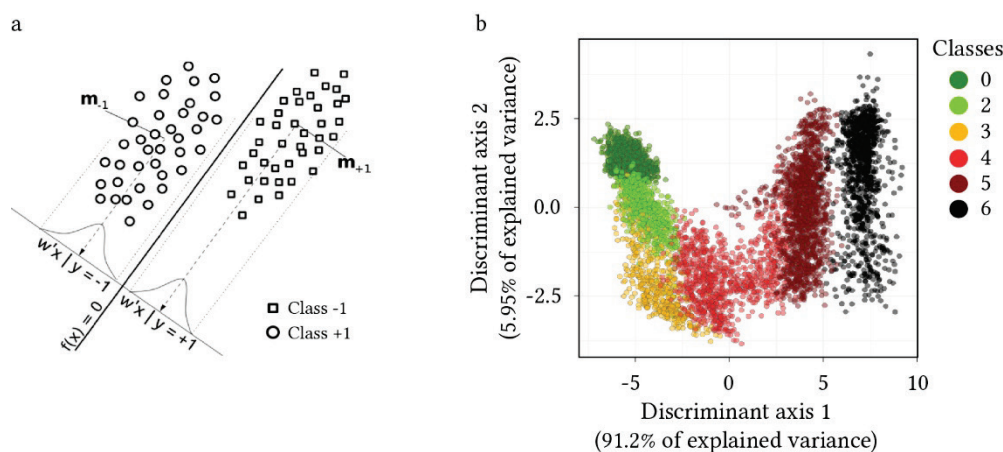 a
m-1
m+1
w'x | y = -1
w'x | y = +1
f(x) = 0
Class -1
Class +1
b
Discriminant axis 2
(5.95% of explained variance)
2.5
0.0
-2.5
-5
0
5
10
Discriminant axis 1
(91.2% of explained variance)
Classes
0
2
3
4
5
6